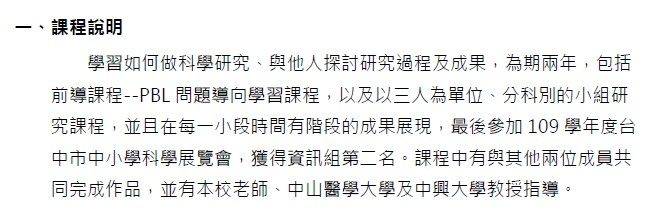 一、課程說明
學習如何做科學研究、與他人探討研究過程及成果，為期兩年，包括
前導課程--PBL 問題導向學習課程，以及以三人為單位、分科別的小組研
究課程，並且在每一小段時間有階段的成果展現，最後參加 109 學年度台
中市中小學科學展覽會，獲得資訊組第二名。課程中有與其他兩位成員共
同完成作品，並有本校老師、中山醫學大學及中興大學教授指導。